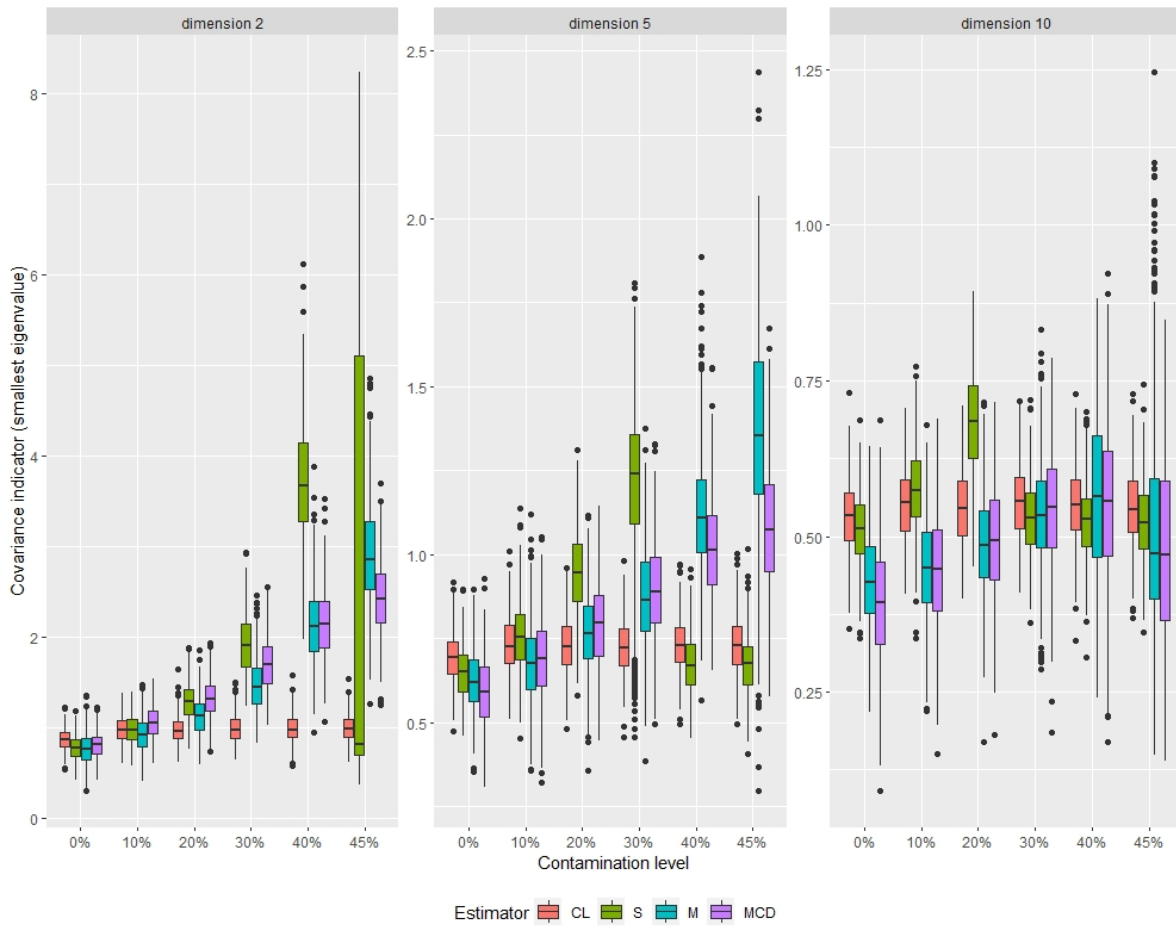 dimension 2
dimension 5
dimension 10
Covariance indicator (smallest eigenvalue)
8
6
4
2
0
2.5
2.0
1.5
1.0
0.5
1.25
1.00
0.75
0.50
0.25
0% 10% 20% 30% 40% 45%
0% 10% 20% 30% 40% 45%
0% 10% 20% 30% 40% 45%
Contamination level
Estimator CL S M MCD